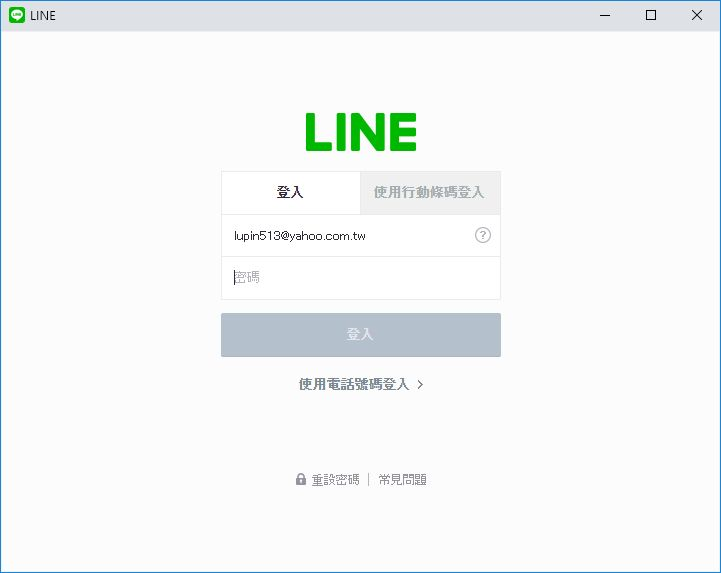 LINE
LINE
登入
使用行動條碼登入
lupin513@yahoo.com.tw
?
密碼
登入
使用電話號碼登入 >
重設密碼 | 常見問題